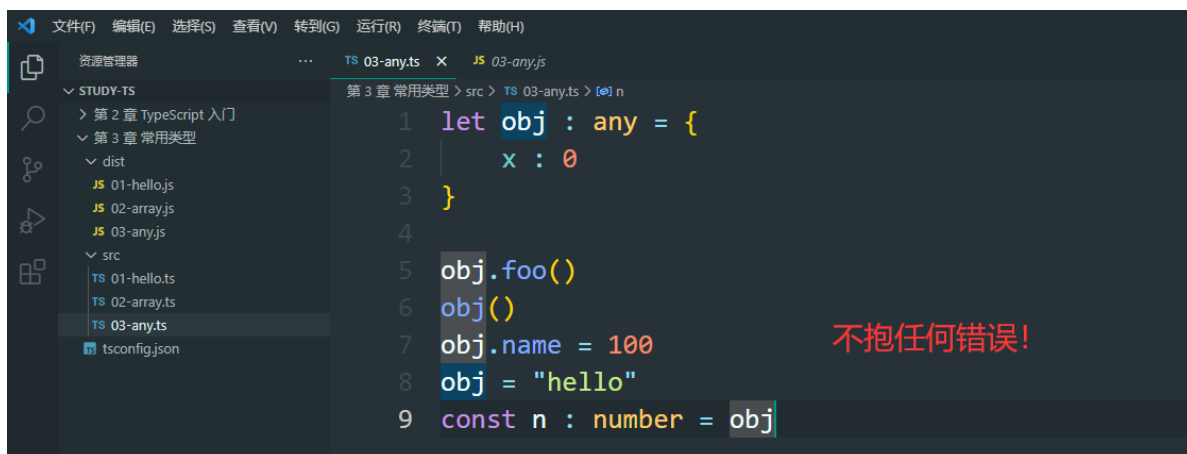 文件(F) 编辑(E) 选择(S) 查看(V) 转到(G) 运行(R) 终端(T) 帮助(H)
资源管理器 ···
TS 03-any.ts × JS 03-any.js
STUDY-TS
第 3 章 常用类型 > src > TS 03-any.ts > n
第 2 章 TypeScript 入门
第 3 章 常用类型
dist
JS 01-hello.js
JS 02-array.js
JS 03-any.js
src
TS 01-hello.ts
TS 02-array.ts
TS 03-any.ts
tsconfig.json
1 let obj : any = {
2 x : 0
3 }
4
5 obj.foo()
6 obj()
7 obj.name = 100
8 obj = "hello"
9 const n : number = obj
不抱任何错误！